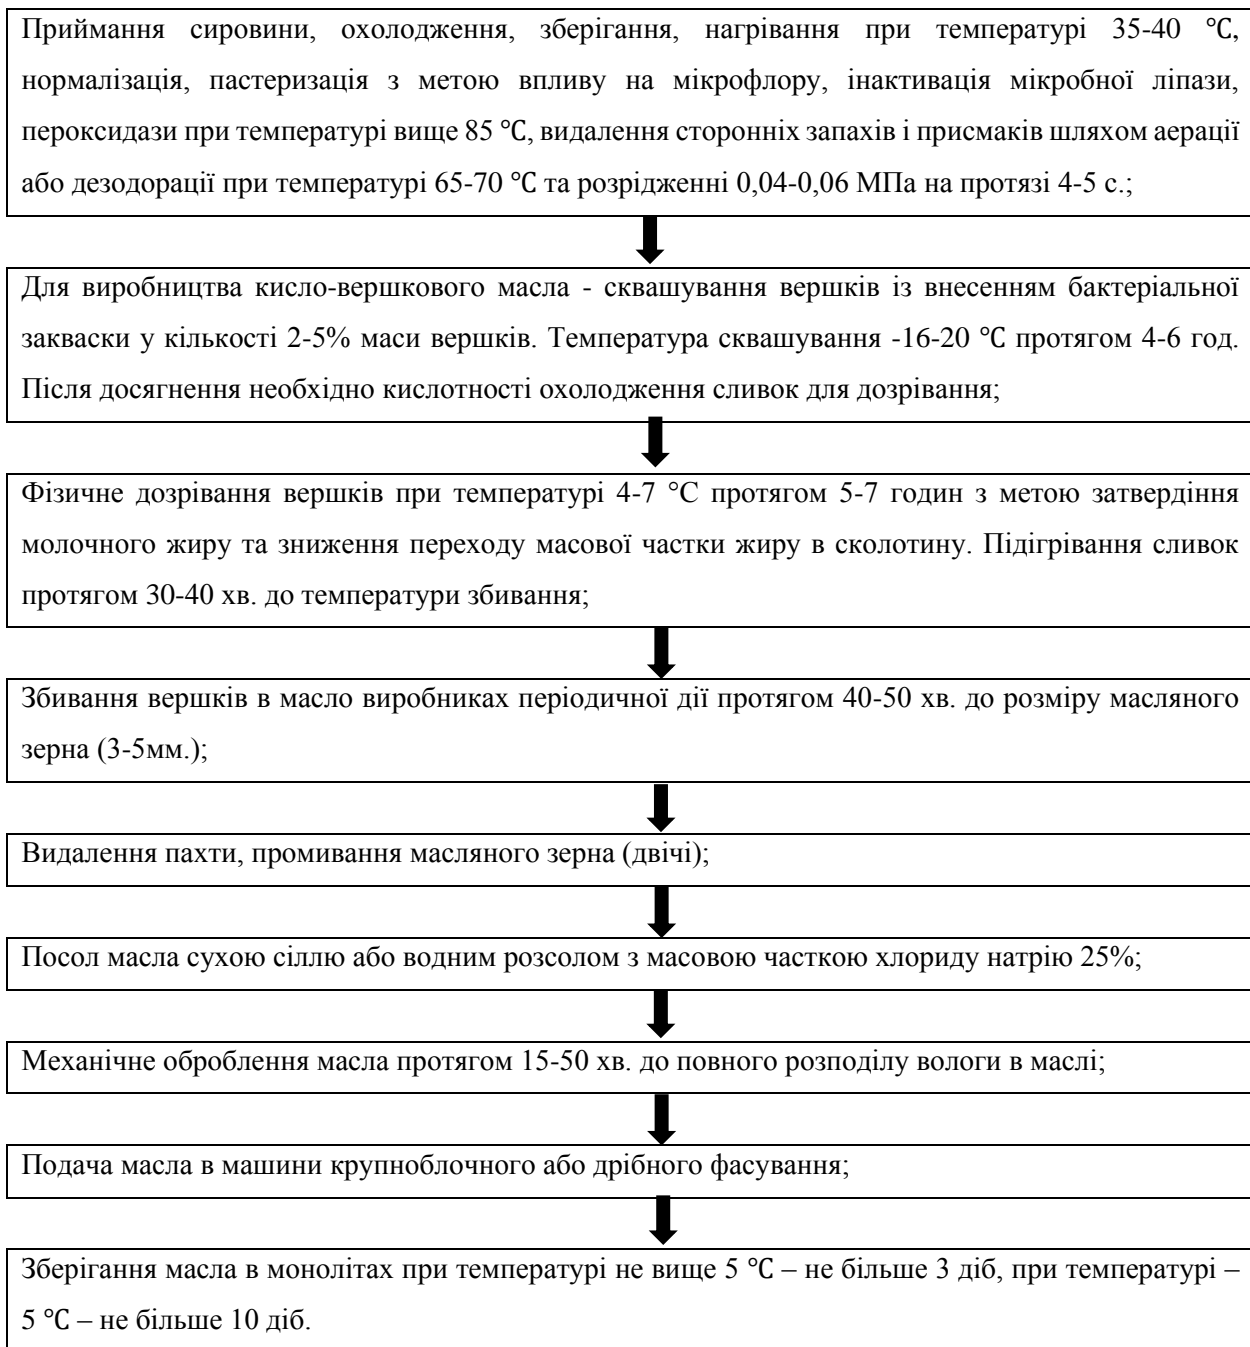 Приймання сировини, охолодження, зберігання, нагрівання при температурі 35-40 ℃,
нормалізація, пастеризація з метою впливу на мікрофлору, інактивація мікробної ліпази,
пероксидази при температурі вище 85 ℃, видалення сторонніх запахів і присмаків шляхом аерації
або дезодорації при температурі 65-70 ℃ та розрідженні 0,04-0,06 МПа на протязі 4-5 с.;
Для виробництва кисло-вершкового масла - сквашування вершків із внесенням бактеріальної
закваски у кількості 2-5% маси вершків. Температура сквашування -16-20 ℃ протягом 4-6 год.
Після досягнення необхідно кислотності охолодження сливок для дозрівання;
Фізичне дозрівання вершків при температурі 4-7 °С протягом 5-7 годин з метою затвердіння
молочного жиру та зниження переходу масової частки жиру в сколотину. Підігрівання сливок
протягом 30-40 хв. до температури збивання;
Збивання вершків в масло виробниках періодичної дії протягом 40-50 хв. до розміру масляного
зерна (3-5мм.);
Видалення пахти, промивання масляного зерна (двічі);
Посол масла сухою сіллю або водним розсолом з масовою часткою хлориду натрію 25%;
Механічне оброблення масла протягом 15-50 хв. до повного розподілу вологи в маслі;
Подача масла в машини крупноблочного або дрібного фасування;
Зберігання масла в монолітах при температурі не вище 5 ℃ – не більше 3 діб, при температурі –
5 ℃ – не більше 10 діб.